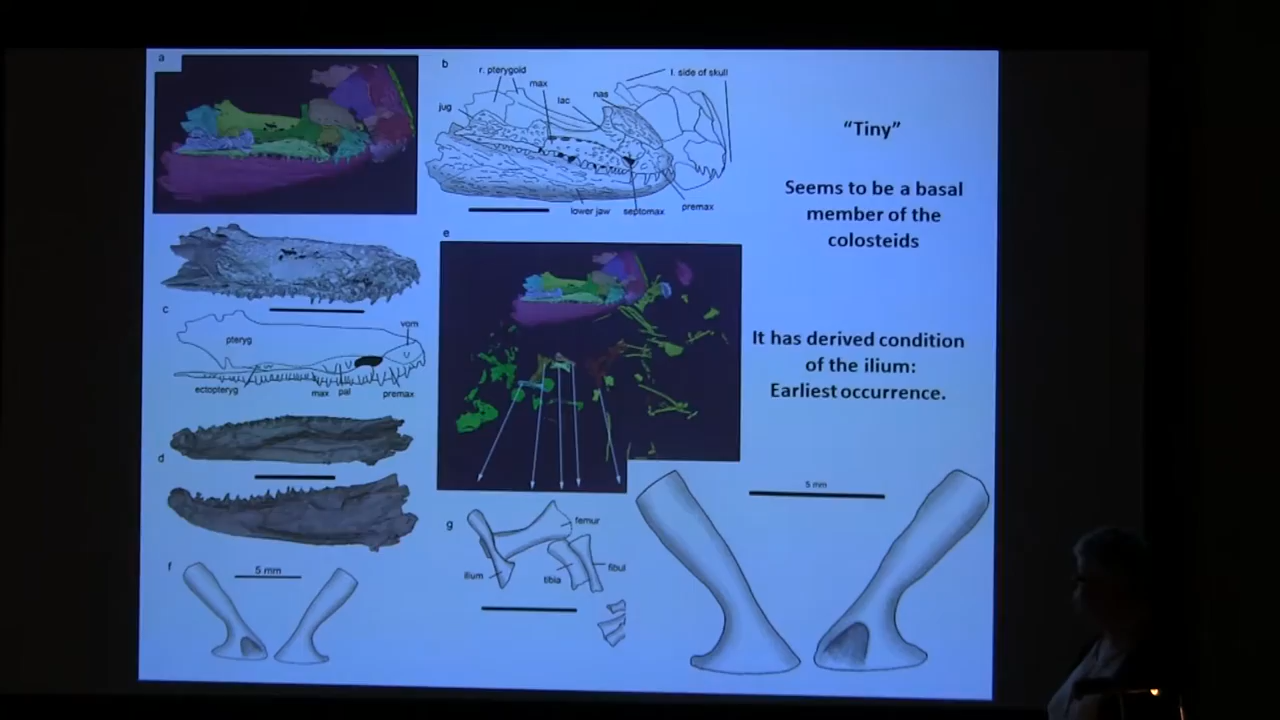 a
b
r. pterygoid
l. side of skull
max
nas
lac
jug
lower jaw
septomax
premax
"Tiny"
Seems to be a basal
member of the
colosteids
e
c
vom
pteryg
ectopteryg
max
pal
premax
It has derived condition
of the ilium:
Earliest occurrence.
d
5 mm
g
femur
ilium
tibia
fibul
f
5 mm